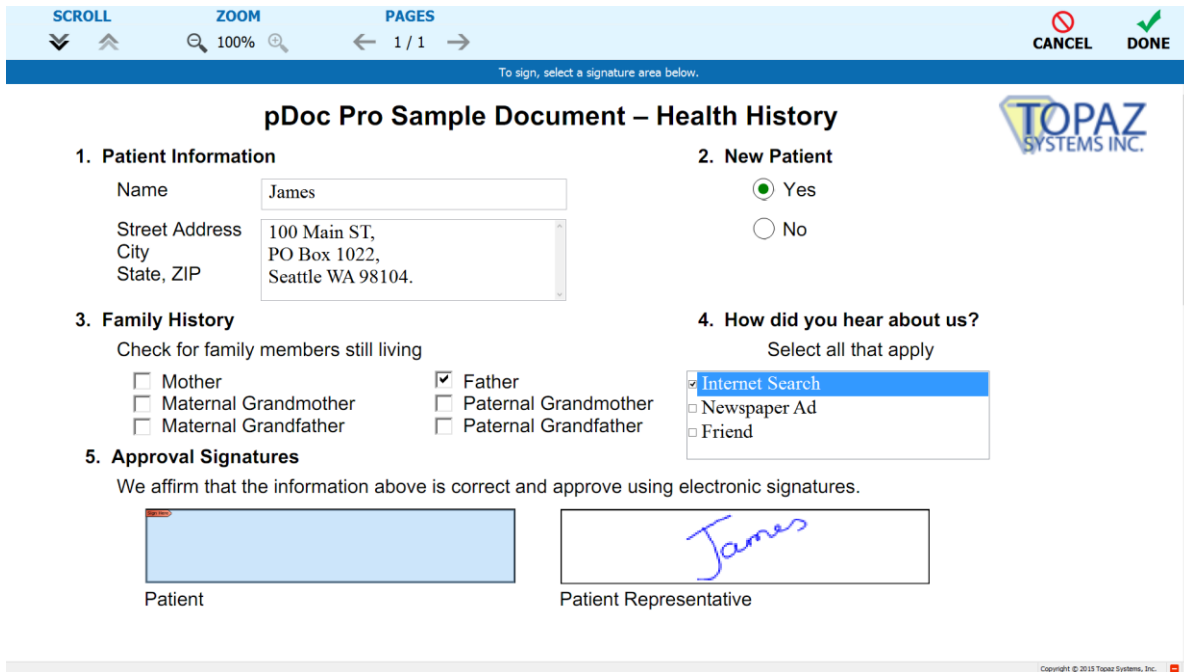 SCROLL ZOOM PAGES
100% 1 / 1 CANCEL DONE
To sign, select a signature area below.
pDoc Pro Sample Document – Health History
TOPAZ
SYSTEMS INC.
1. Patient Information
Name James
Street Address
City
State, ZIP
100 Main ST,
PO Box 1022,
Seattle WA 98104.
2. New Patient
Yes
No
3. Family History
Check for family members still living
Mother
Maternal Grandmother
Maternal Grandfather
Father
Paternal Grandmother
Paternal Grandfather
4. How did you hear about us?
Select all that apply
Internet Search
Newspaper Ad
Friend
5. Approval Signatures
We affirm that the information above is correct and approve using electronic signatures.
Sign Here
James
Patient
Patient Representative
Copyright © 2015 Topaz Systems, Inc.